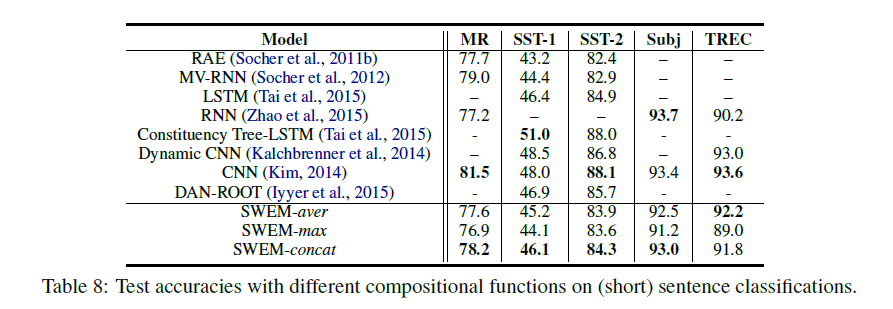 Model MR SST-1 SST-2 Subj TREC
RAE (Socher et al., 2011b) 77.7 43.2 82.4 – –
MV-RNN (Socher et al., 2012) 79.0 44.4 82.9 – –
LSTM (Tai et al., 2015) – 46.4 84.9 – –
RNN (Zhao et al., 2015) 77.2 – – 93.7 90.2
Constituency Tree-LSTM (Tai et al., 2015) - 51.0 88.0 - -
Dynamic CNN (Kalchbrenner et al., 2014) – 48.5 86.8 – 93.0
CNN (Kim, 2014) 81.5 48.0 88.1 93.4 93.6
DAN-ROOT (Iyyer et al., 2015) - 46.9 85.7 - -
SWEM-aver 77.6 45.2 83.9 92.5 92.2
SWEM-max 76.9 44.1 83.6 91.2 89.0
SWEM-concat 78.2 46.1 84.3 93.0 91.8
Table 8: Test accuracies with different compositional functions on (short) sentence classifications.